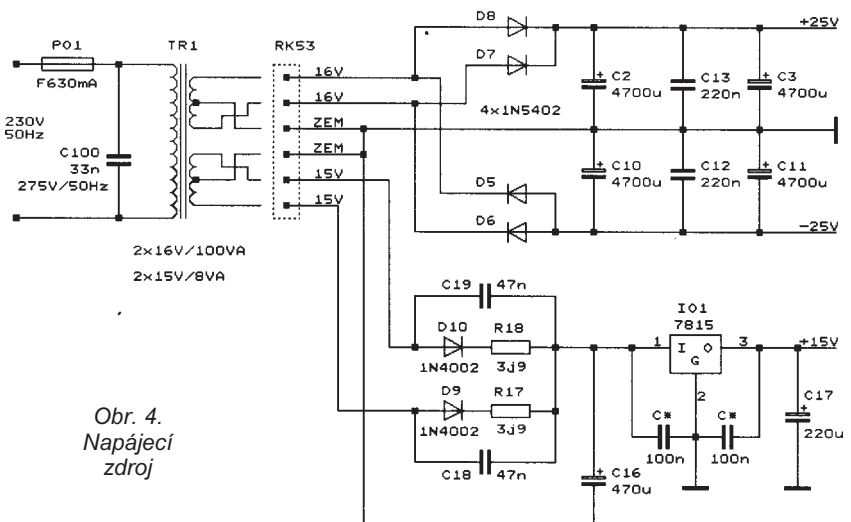 PO1
F630mA
230V
50Hz
C100
33n
275V/50Hz
TR1
RK53
16V
16V
ZEM
ZEM
15V
15V
2x16V/100VA
2x15V/8VA
D8
D7
4x1N5402
D5
D6
C2
4700u
C13
220n
C3
4700u
+25V
C10
4700u
C12
220n
C11
4700u
-25V
C19
47n
D10
1N4002
R18
3j9
D9
1N4002
R17
3j9
C18
47n
C16
470u
IO1
7815
1
I
O
G
3
2
+15V
C*
100n
C*
100n
C17
220u
Obr. 4.
Napájecí
zdroj